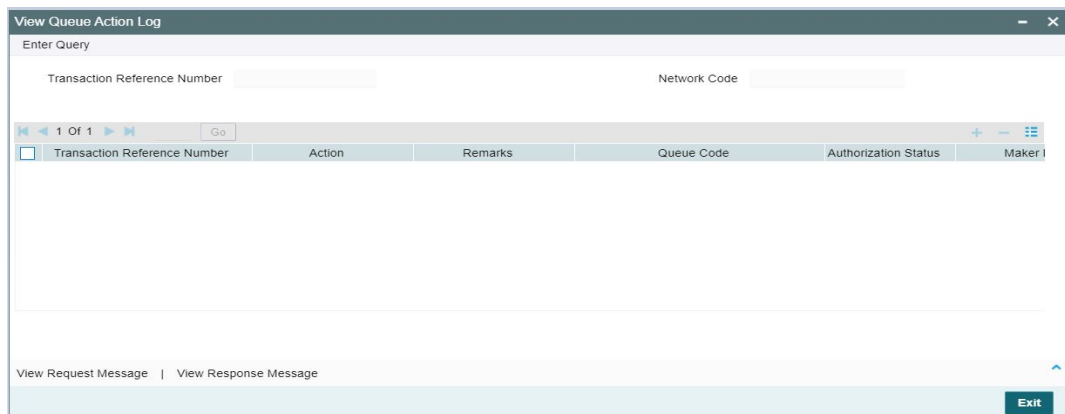 View Queue Action Log
Enter Query
Transaction Reference Number Network Code
1 Of 1 Go
Transaction Reference Number Action Remarks Queue Code Authorization Status Maker
View Request Message | View Response Message
Exit